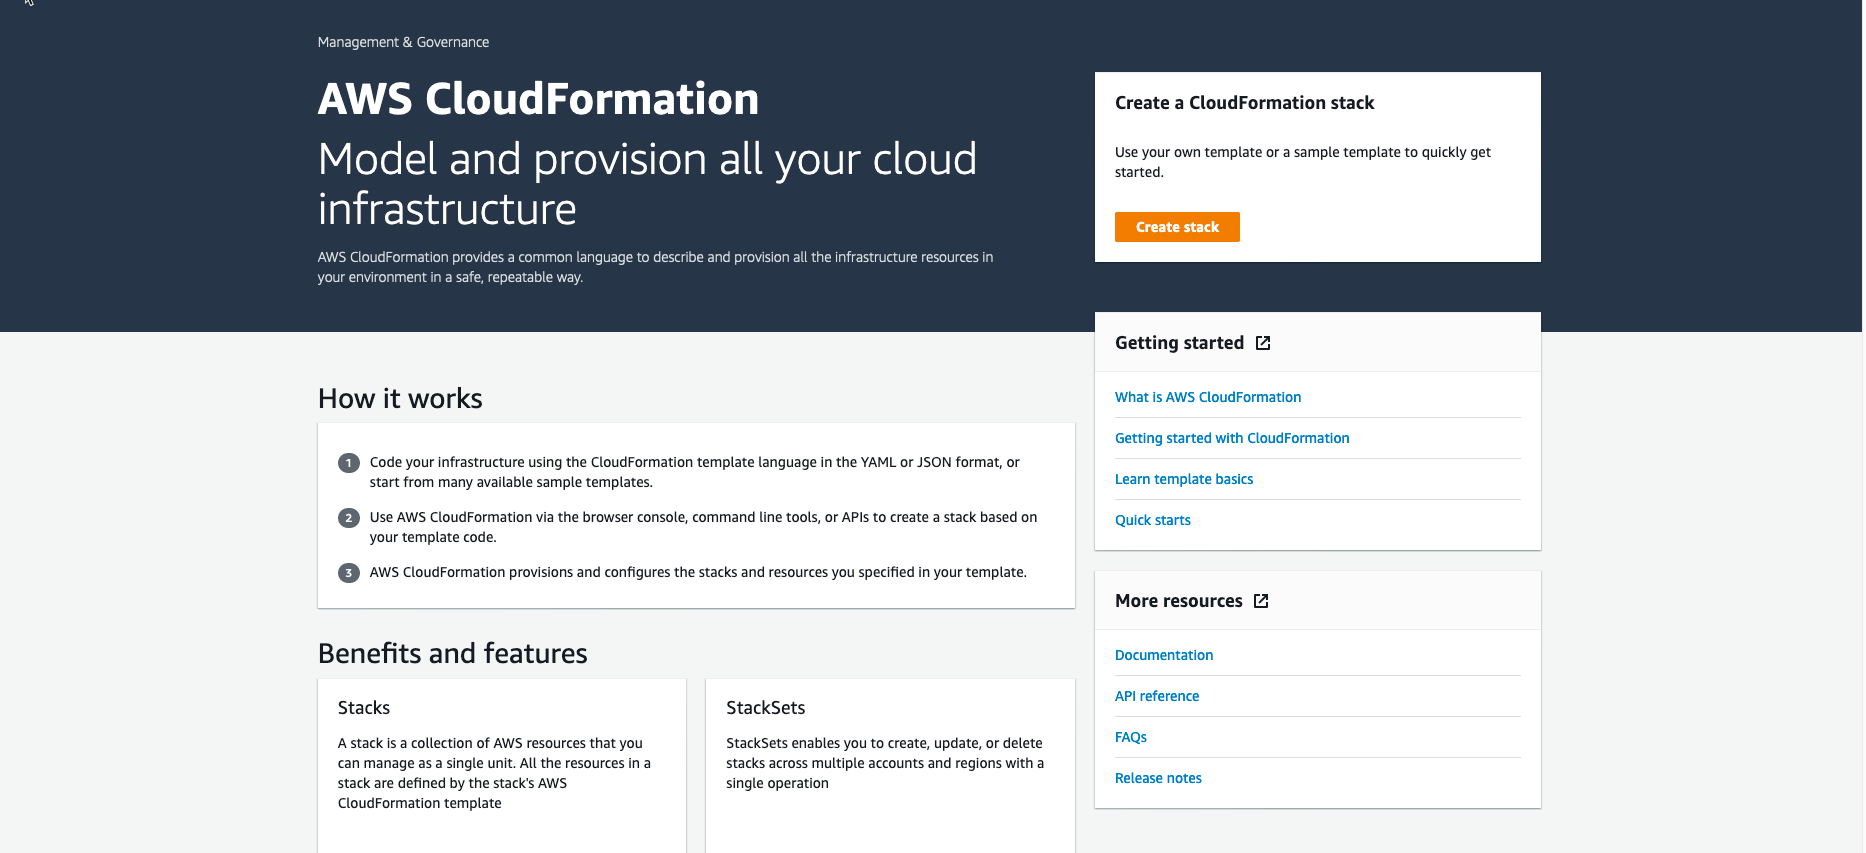 Management & Governance
AWS CloudFormation
Model and provision all your cloud
infrastructure
AWS CloudFormation provides a common language to describe and provision all the infrastructure resources in
your environment in a safe, repeatable way.
Create a CloudFormation stack
Use your own template or a sample template to quickly get
started.
Create stack
Getting started
What is AWS CloudFormation
Getting started with CloudFormation
Learn template basics
Quick starts
How it works
1 Code your infrastructure using the CloudFormation template language in the YAML or JSON format, or
start from many available sample templates.
2 Use AWS CloudFormation via the browser console, command line tools, or APIs to create a stack based on
your template code.
3 AWS CloudFormation provisions and configures the stacks and resources you specified in your template.
More resources
Documentation
API reference
FAQs
Release notes
Benefits and features
Stacks
A stack is a collection of AWS resources that you
can manage as a single unit. All the resources in a
stack are defined by the stack's AWS
CloudFormation template
StackSets
StackSets enables you to create, update, or delete
stacks across multiple accounts and regions with a
single operation